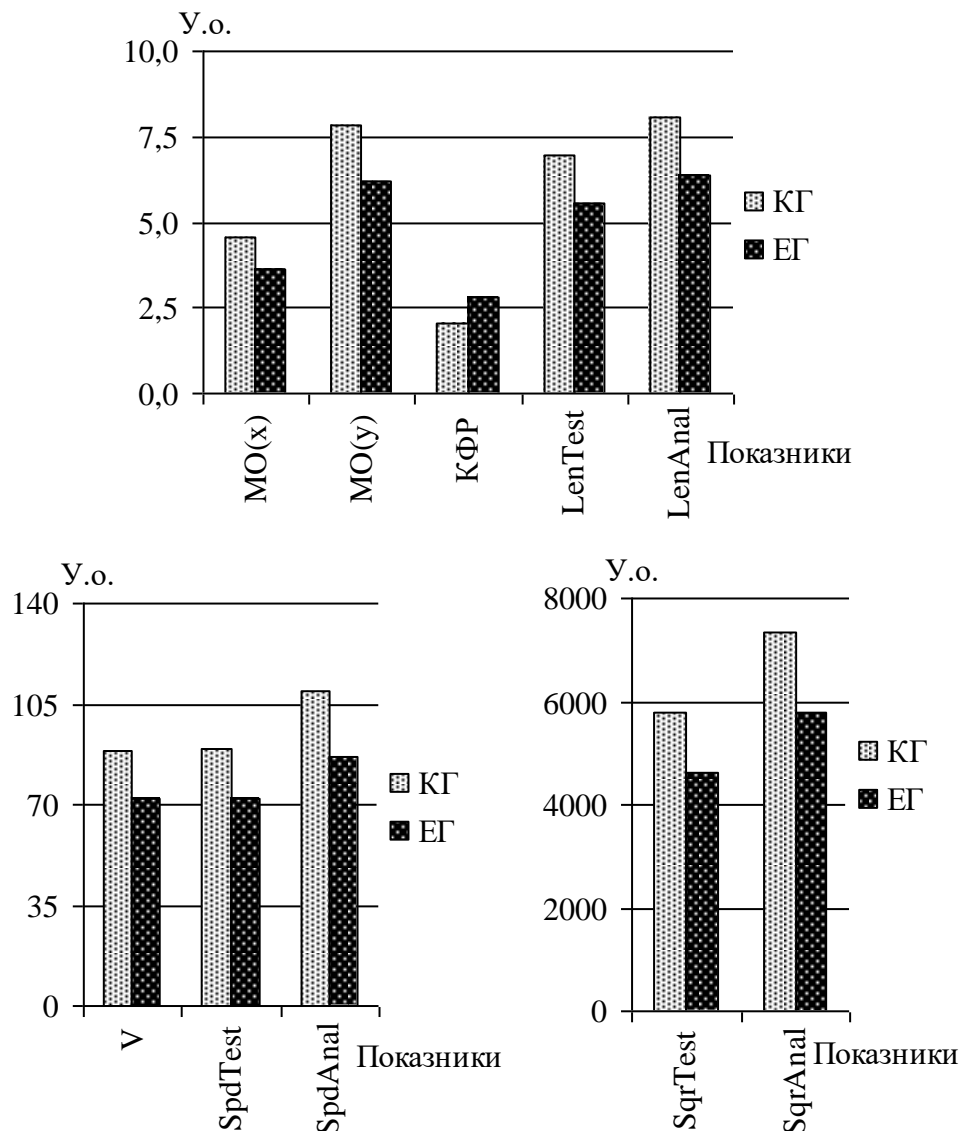 У.о.
10,0
7,5
5,0
2,5
0,0
КГ
ЕГ
МО(х)
МО(у)
КФР
LenTest
LenAnal
Показники
У.о.
140
105
70
35
0
КГ
ЕГ
V
SpdTest
SpdAnal
Показники
У.о.
8000
6000
4000
2000
0
КГ
ЕГ
SqrTest
SqrAnal
Показники